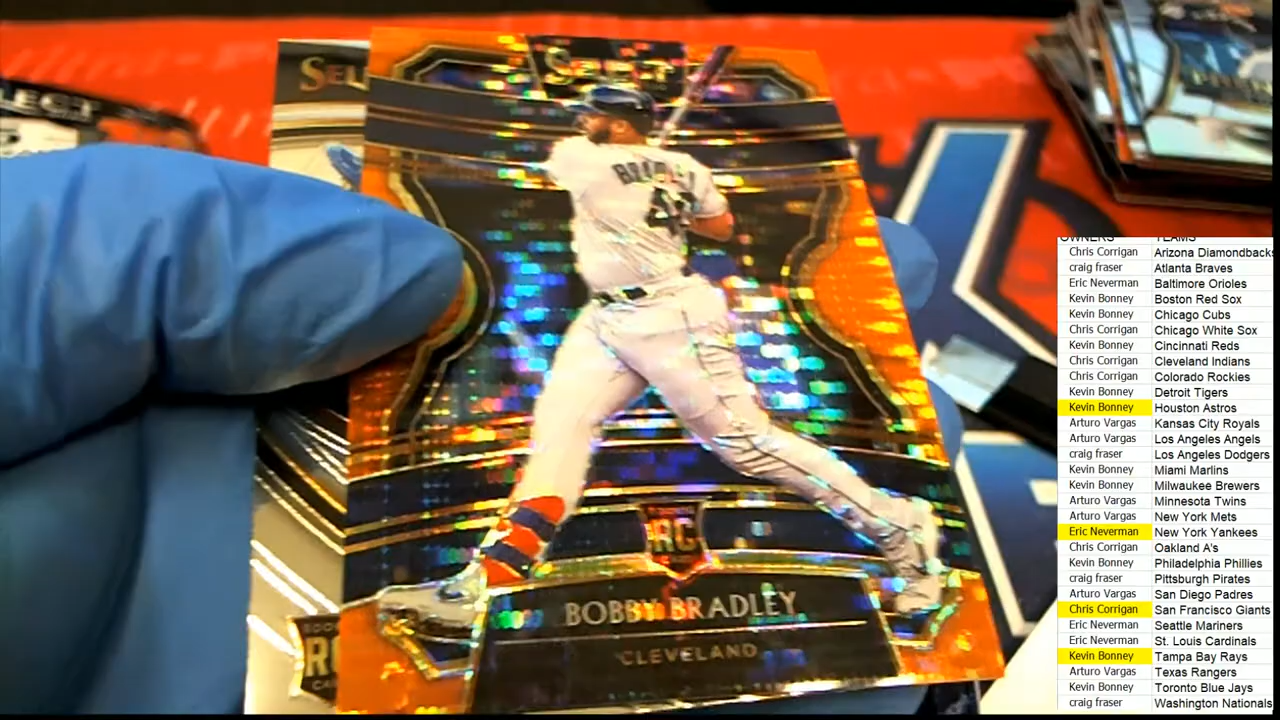 SELECT
BRADLEY
RC
BOBBY BRADLEY
CLEVELAND
SEL
LECT
RC
OWNERS TEAMS
Chris Corrigan Arizona Diamondbacks
craig fraser Atlanta Braves
Eric Neverman Baltimore Orioles
Kevin Bonney Boston Red Sox
Kevin Bonney Chicago Cubs
Chris Corrigan Chicago White Sox
Kevin Bonney Cincinnati Reds
Chris Corrigan Cleveland Indians
Chris Corrigan Colorado Rockies
Kevin Bonney Detroit Tigers
Kevin Bonney Houston Astros
Arturo Vargas Kansas City Royals
Arturo Vargas Los Angeles Angels
craig fraser Los Angeles Dodgers
Kevin Bonney Miami Marlins
Kevin Bonney Milwaukee Brewers
Arturo Vargas Minnesota Twins
Arturo Vargas New York Mets
Eric Neverman New York Yankees
Chris Corrigan Oakland A's
Kevin Bonney Philadelphia Phillies
craig fraser Pittsburgh Pirates
Arturo Vargas San Diego Padres
Chris Corrigan San Francisco Giants
Eric Neverman Seattle Mariners
Eric Neverman St. Louis Cardinals
Kevin Bonney Tampa Bay Rays
Arturo Vargas Texas Rangers
Kevin Bonney Toronto Blue Jays
craig fraser Washington Nationals